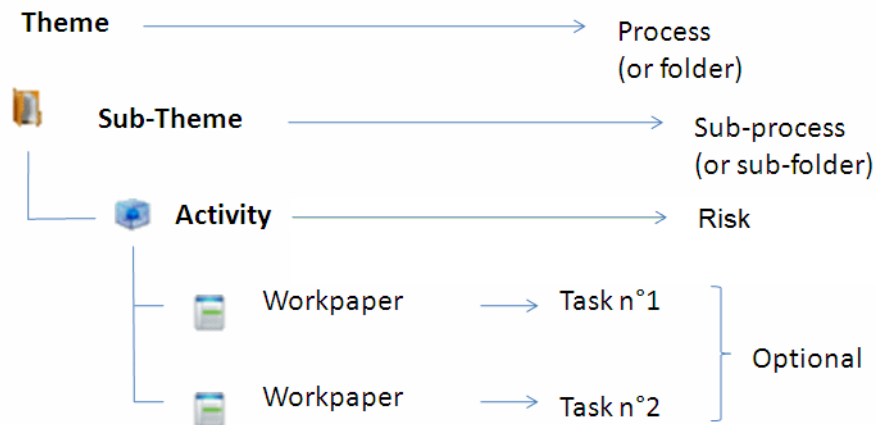 Theme
Process
(or folder)
Sub-Theme
Sub-process
(or sub-folder)
Activity
Risk
Workpaper
Task n°1
Optional
Workpaper
Task n°2